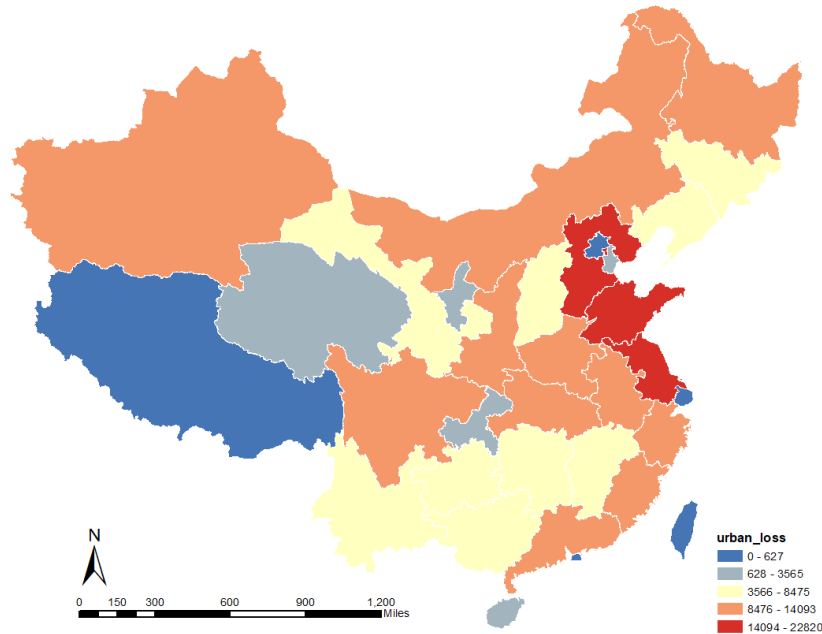 N
0 150 300 600 900 1,200
Miles
urban_loss
0 - 627
628 - 3565
3566 - 8475
8476 - 14093
14094 - 22820